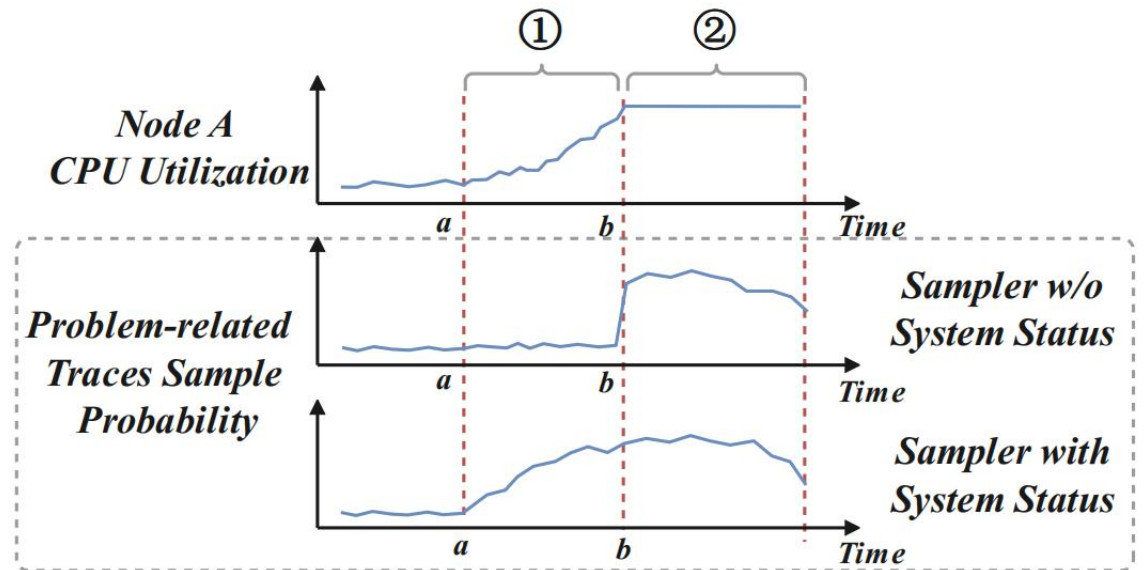 ① ②
Node A
CPU Utilization
a b Time
Problem-related
Traces Sample
Probability
a b Time
Sampler w/o
System Status
a b Time
Sampler with
System Status